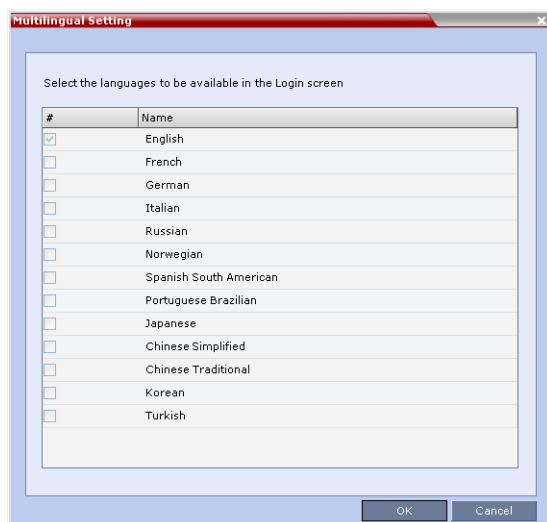 Multilingual Setting
Select the languages to be available in the Login screen
# Name
English
French
German
Italian
Russian
Norwegian
Spanish South American
Portuguese Brazilian
Japanese
Chinese Simplified
Chinese Traditional
Korean
Turkish
OK Cancel